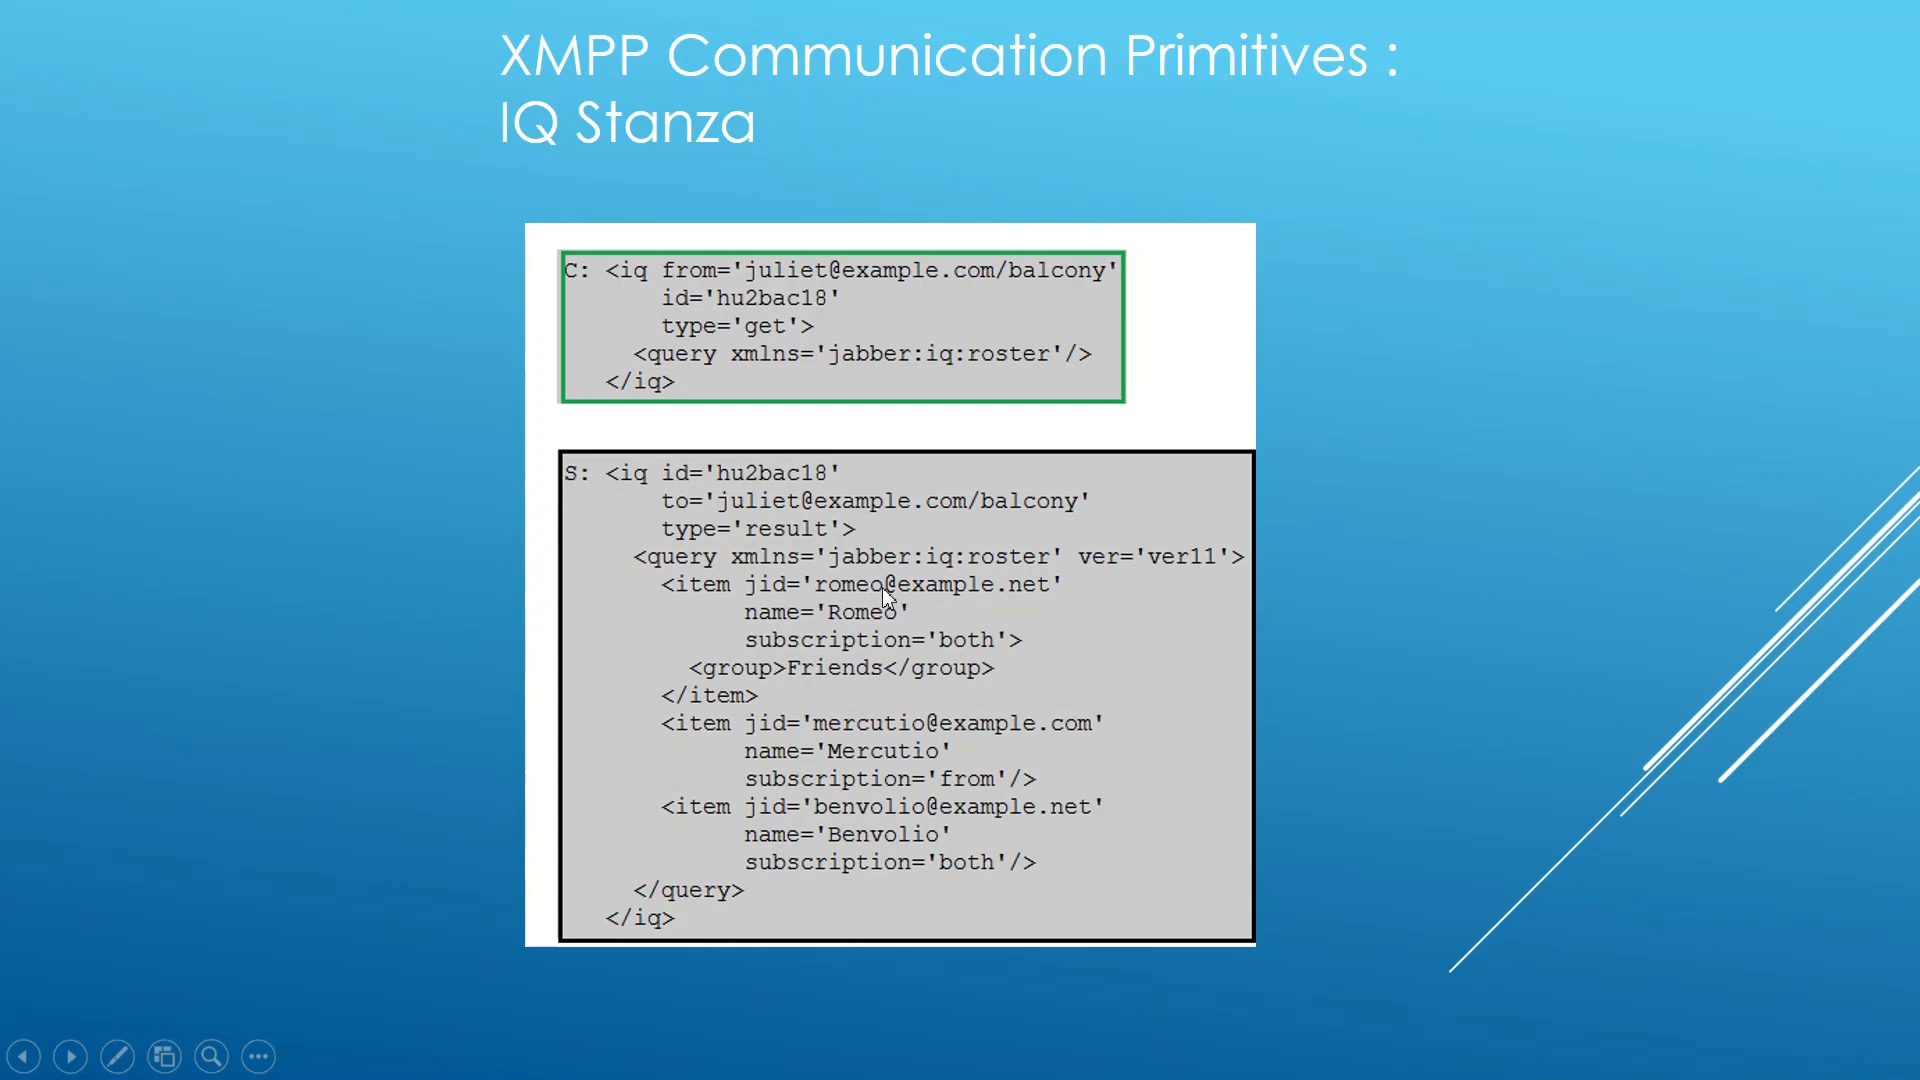 XMPP Communication Primitives :
IQ Stanza
C: <iq from='juliet@example.com/balcony'
id='hu2bac18'
type='get'>
<query xmlns='jabber:iq:roster'/>
</iq>
S: <iq id='hu2bac18'
to='juliet@example.com/balcony'
type='result'>
<query xmlns='jabber:iq:roster' ver='ver11'>
<item jid='romeo@example.net'
name='Romeo'
subscription='both'>
<group>Friends</group>
</item>
<item jid='mercutio@example.com'
name='Mercutio'
subscription='from'/>
<item jid='benvolio@example.net'
name='Benvolio'
subscription='both'/>
</query>
</iq>